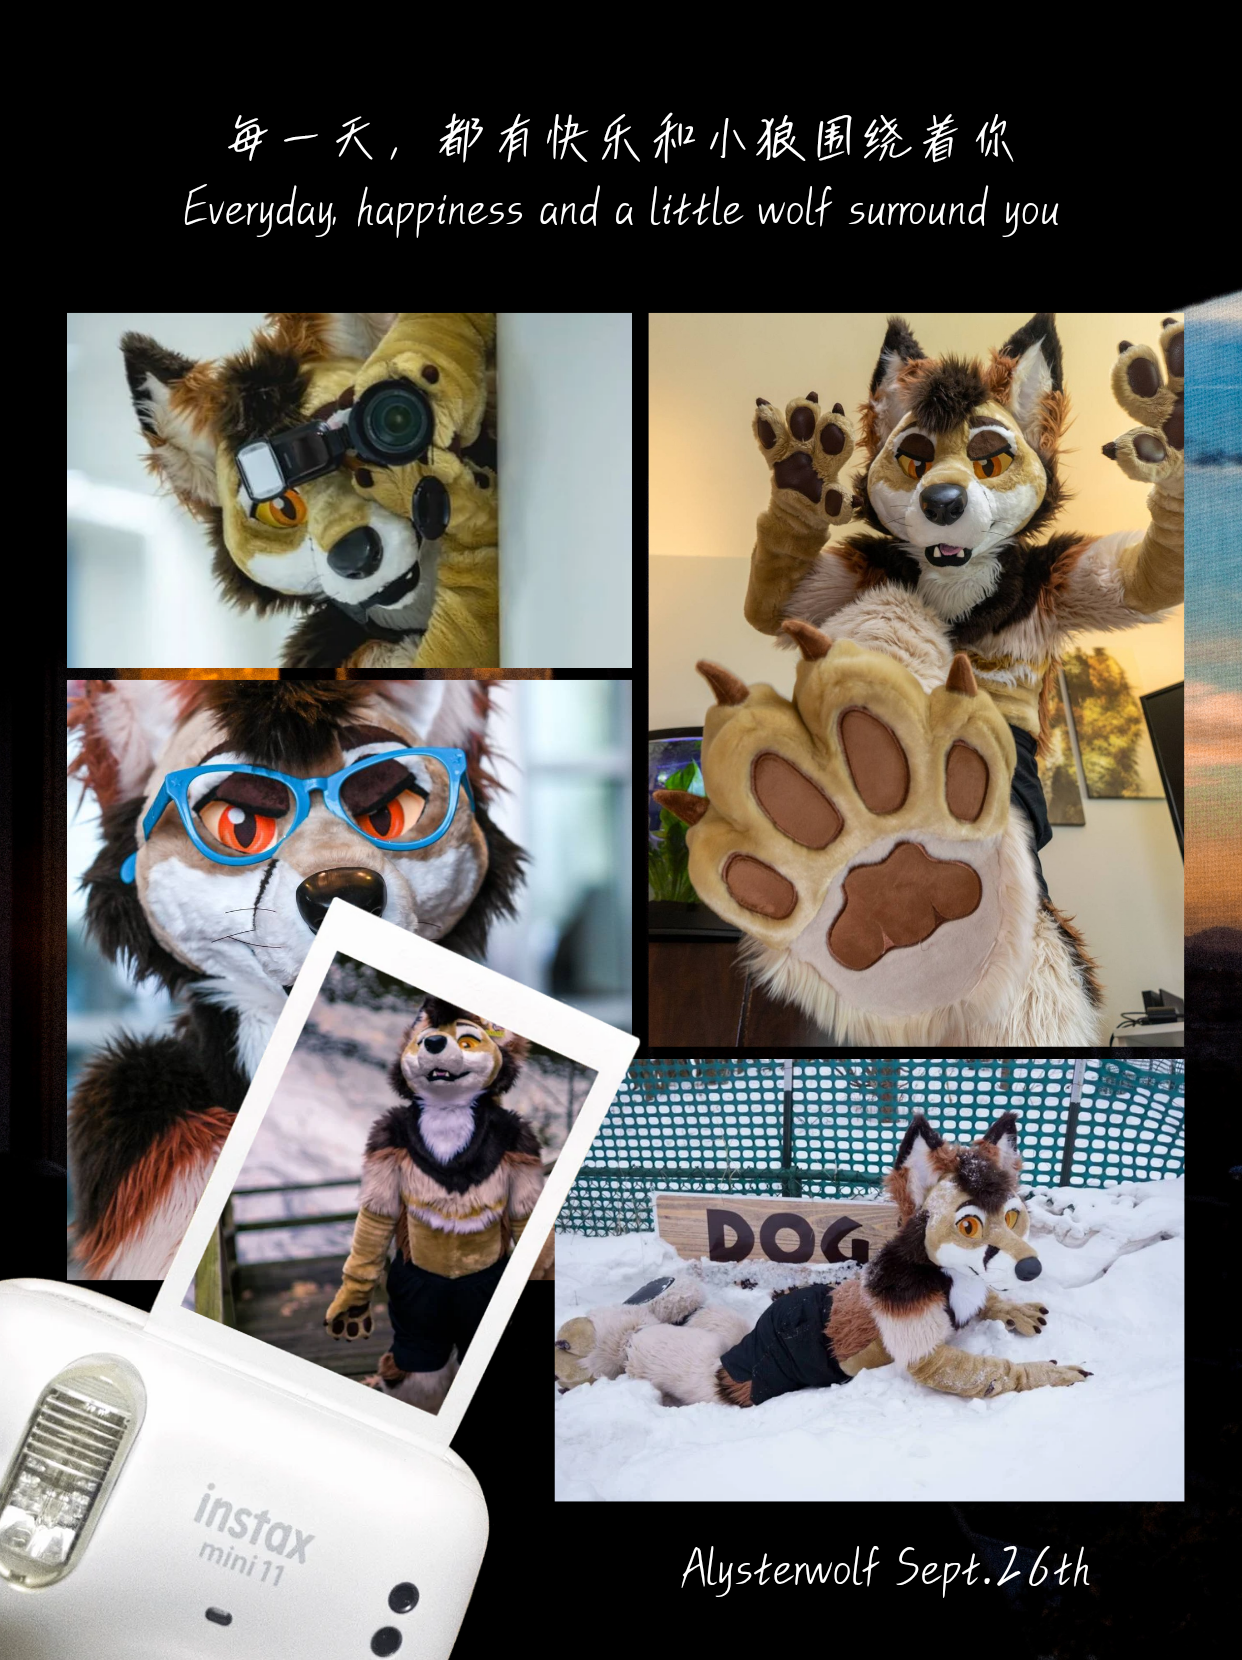 每一天，都有快乐和小狼围绕着你
Everyday, happiness and a little wolf surround you
DOG
instax
mini 11
Alysterwolf Sept.26th